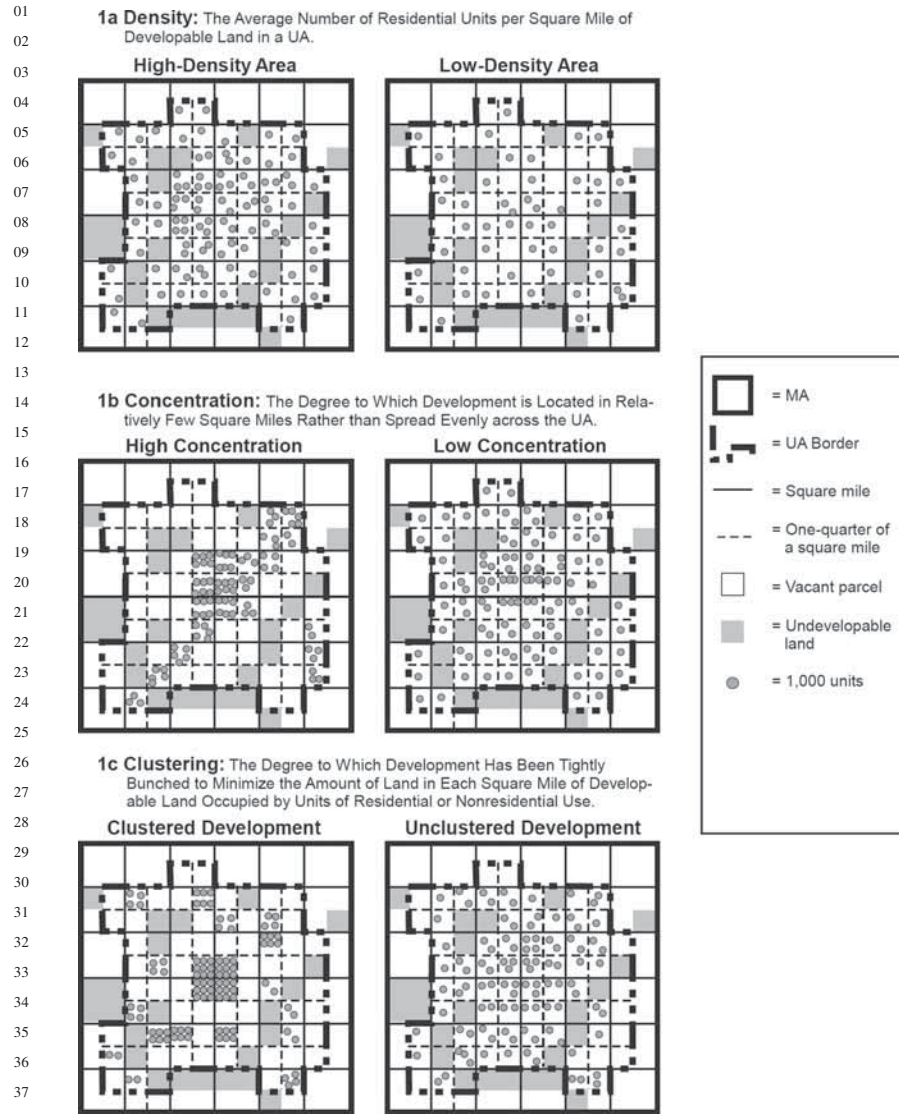 01
02
03
04
05
06
07
08
09
10
11
12
13
14
15
16
17
18
19
20
21
22
23
24
25
26
27
28
29
30
31
32
33
34
35
36
37
1a Density: The Average Number of Residential Units per Square Mile of
Developable Land in a UA.
High-Density Area
Low-Density Area
1b Concentration: The Degree to Which Development is Located in Rela-
tively Few Square Miles Rather than Spread Evenly across the UA.
High Concentration
Low Concentration
1c Clustering: The Degree to Which Development Has Been Tightly
Bunched to Minimize the Amount of Land in Each Square Mile of Develop-
able Land Occupied by Units of Residential or Nonresidential Use.
Clustered Development
Unclustered Development
= MA
= UA Border
= Square mile
= One-quarter of
a square mile
= Vacant parcel
= Undevelopable
land
= 1,000 units